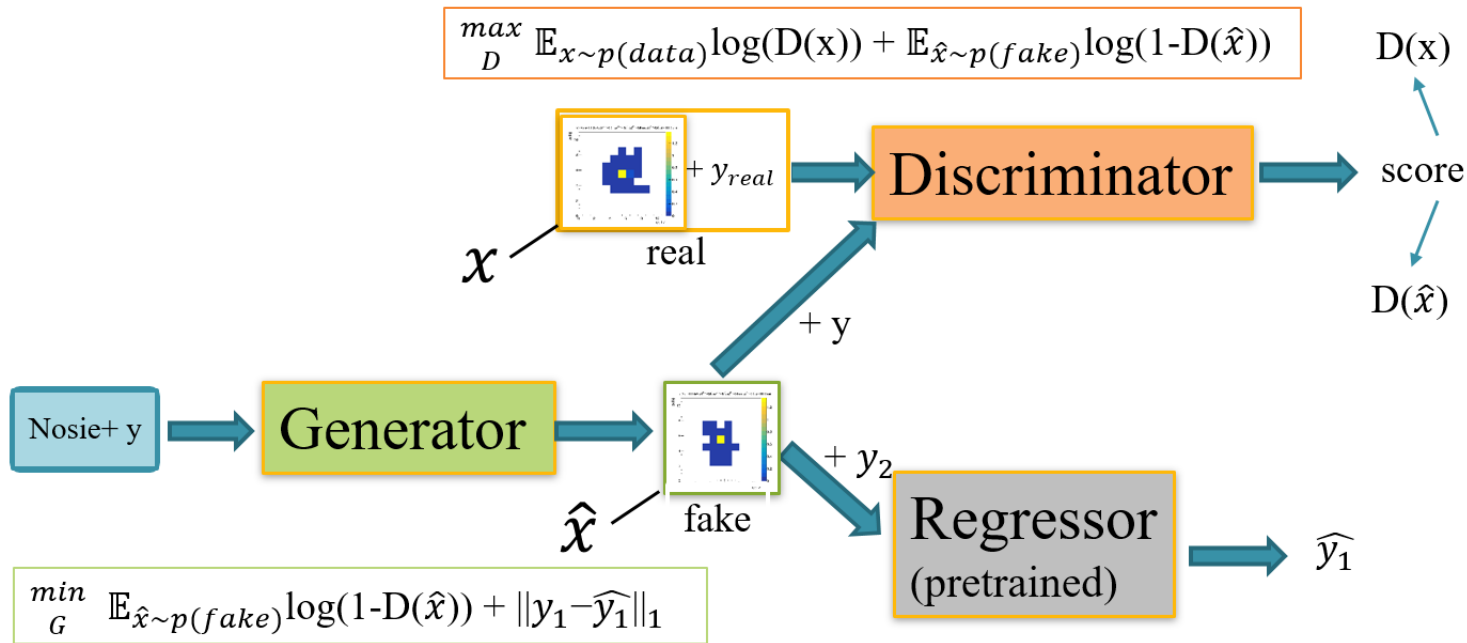 max D 𝔼x~p(data)log(D(x)) + 𝔼x̂~p(fake)log(1-D(x̂))
D(x)
+ y_real
Discriminator
score
x
real
D(x̂)
+ y
Nosie+ y
Generator
+ y₂
x̂
fake
Regressor
(pretrained)
ŷ₁
min G 𝔼x̂~p(fake)log(1-D(x̂)) + ||y₁−ŷ₁||₁